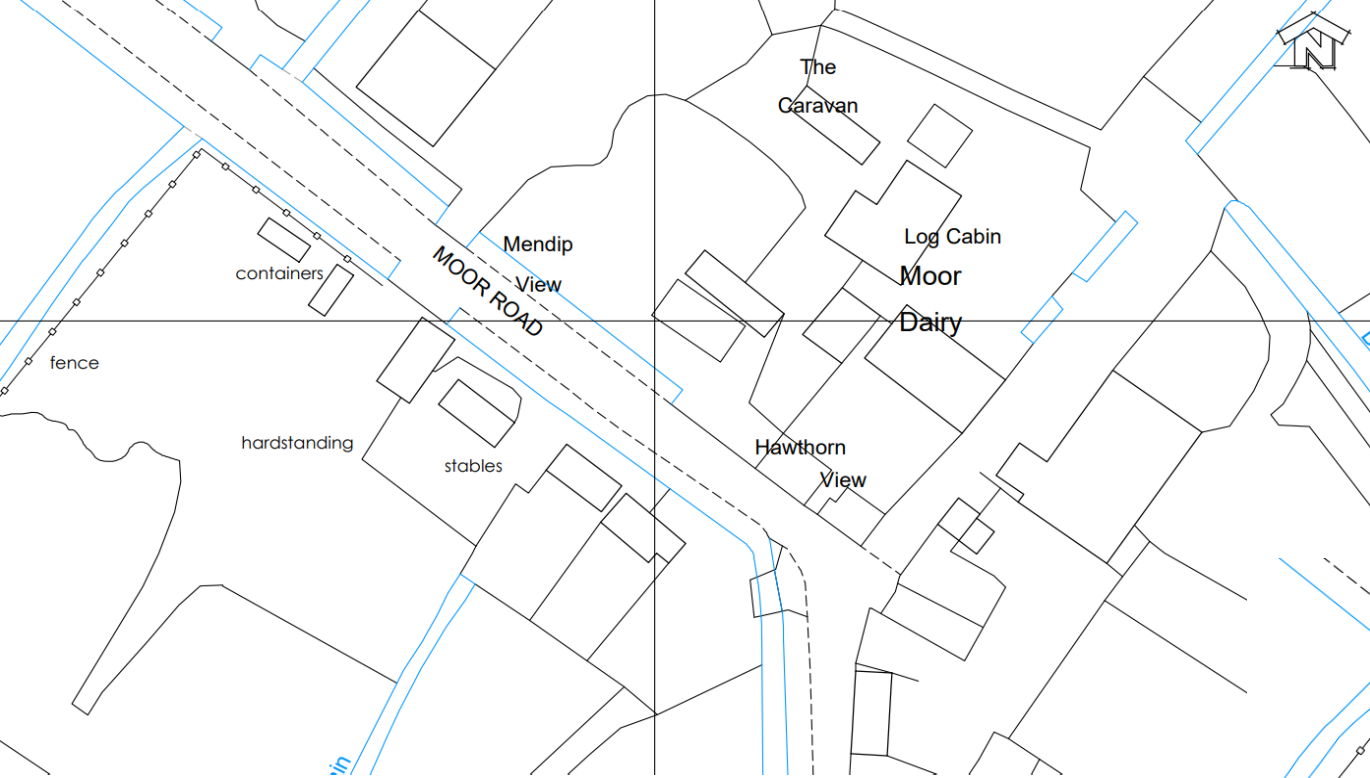 N
The
Caravan
Log Cabin
Mendip
View
MOOR ROAD
containers
Moor
Dairy
fence
hardstanding
stables
Hawthorn
View